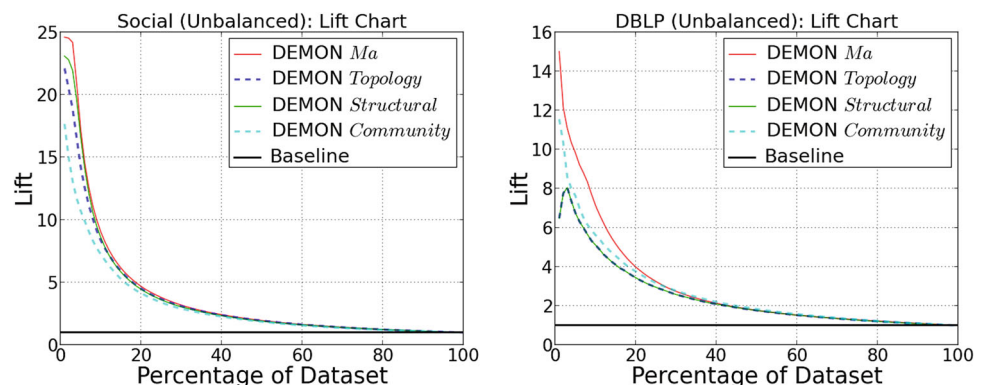 Social (Unbalanced): Lift Chart
25
20
15
10
5
0
Lift
DEMON Ma
DEMON Topology
DEMON Structural
DEMON Community
Baseline
0 20 40 60 80 100
Percentage of Dataset
DBLP (Unbalanced): Lift Chart
16
14
12
10
8
6
4
2
0
Lift
DEMON Ma
DEMON Topology
DEMON Structural
DEMON Community
Baseline
0 20 40 60 80 100
Percentage of Dataset